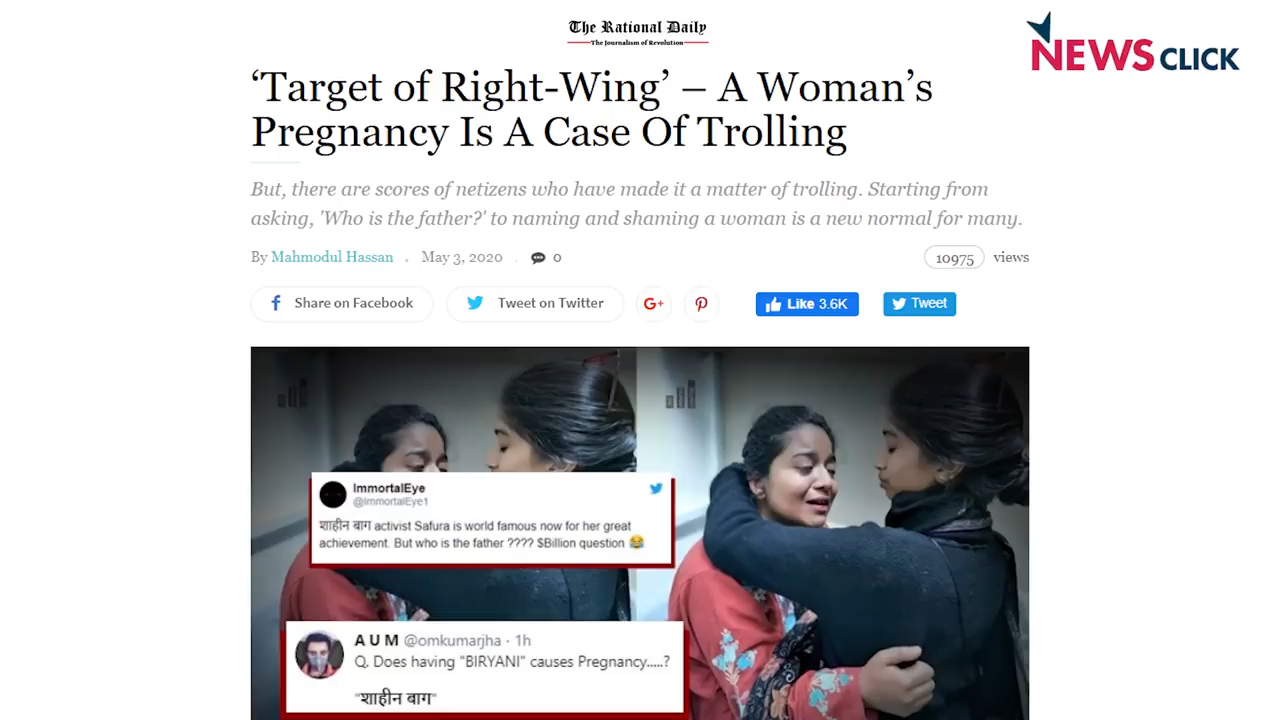 The Rational Daily
The Journalism of Revolution
NEWS CLICK
‘Target of Right-Wing’ – A Woman’s
Pregnancy Is A Case Of Trolling
But, there are scores of netizens who have made it a matter of trolling. Starting from
asking, 'Who is the father?' to naming and shaming a woman is a new normal for many.
By Mahmodul Hassan . May 3, 2020 . 0
10975 views
Share on Facebook
Tweet on Twitter
G+
Like 3.6K
Tweet
ImmortalEye
@ImmortalEye1
शाहीन बाग activist Safura is world famous now for her great
achievement. But who is the father ???? $Billion question 😂
A U M @omkumarjha · 1h
Q. Does having "BIRYANI" causes Pregnancy.....?
"शाहीन बाग"